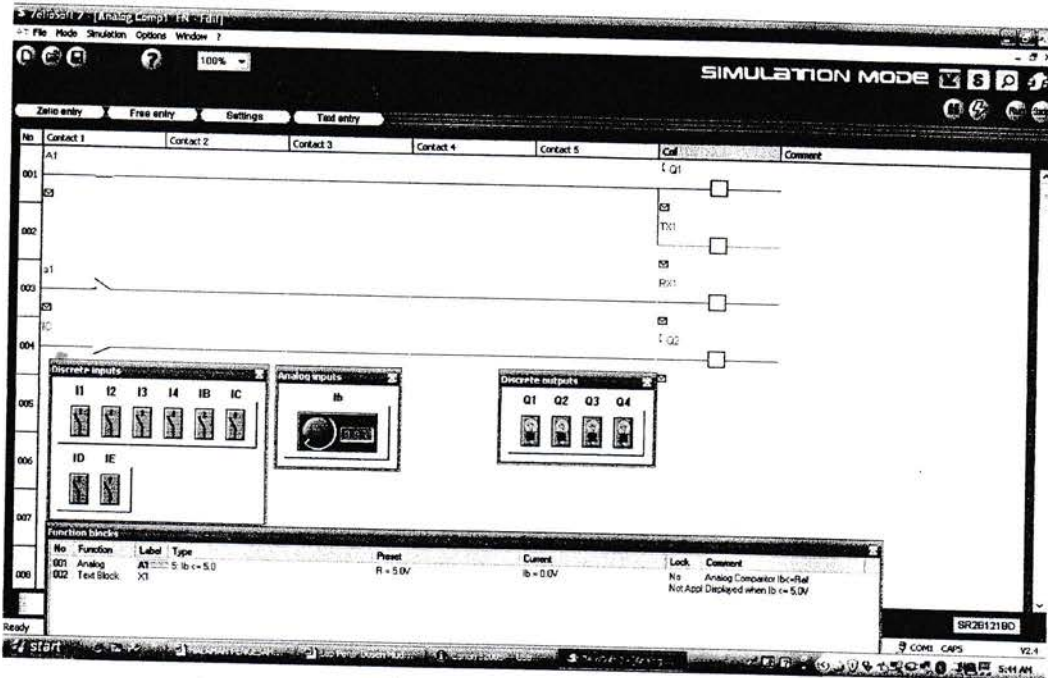 File Mode Simulation Options Window ?
100%
SIMULATION MODE
Zelio entry Free entry Settings Text entry
No Contact 1 Contact 2 Contact 3 Contact 4 Contact 5 Coil Comment
A1
Q1
001
TX1
002
a1
RX1
003
IC
Q2
004
Discrete inputs
Analog inputs
Discrete outputs
I1 I2 I3 I4 IB IC
Ib
Q1 Q2 Q3 Q4
005
ID IE
006
007
Function blocks
No Function Label Type Preset Current Lock Comment
001 Analog A1 5: Ib <= 5.0 R = 5.0V Ib = 0.0V No Analog Comparitor Ib<=Ref
002 Text Block X1 Not Appl Displayed when Ib <= 5.0V
008
Ready
SR2B121BD
COM1 CAPS V2.4
start
5:44 AM